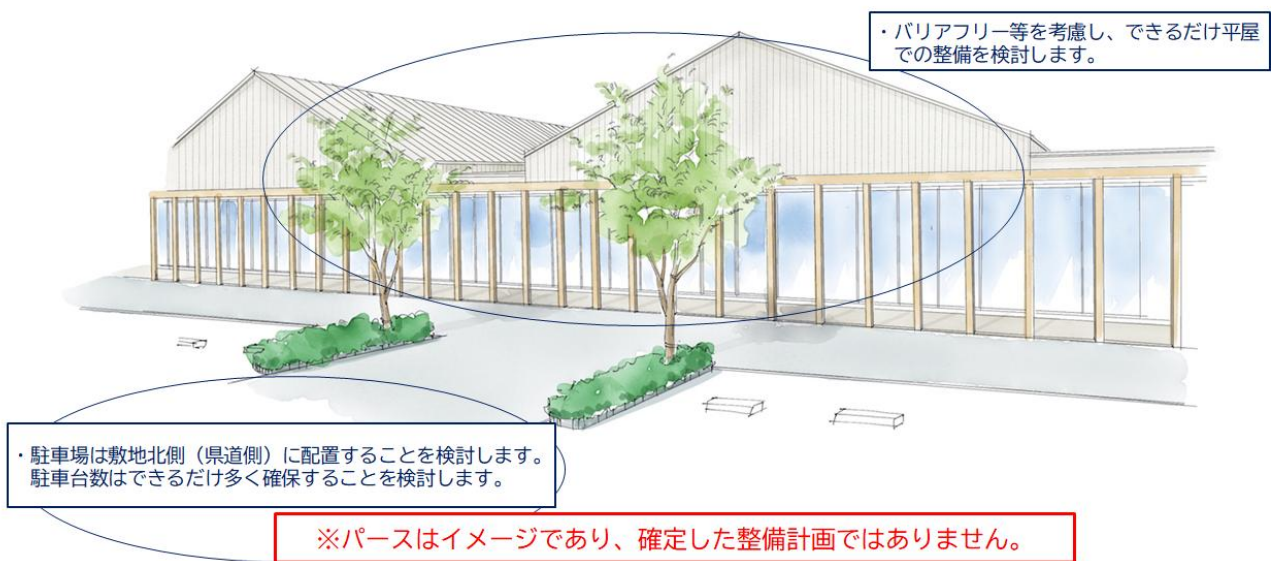 ・バリアフリー等を考慮し、できるだけ平屋
での整備を検討します。
・駐車場は敷地北側（県道側）に配置することを検討します。
駐車台数はできるだけ多く確保することを検討します。
※パースはイメージであり、確定した整備計画ではありません。